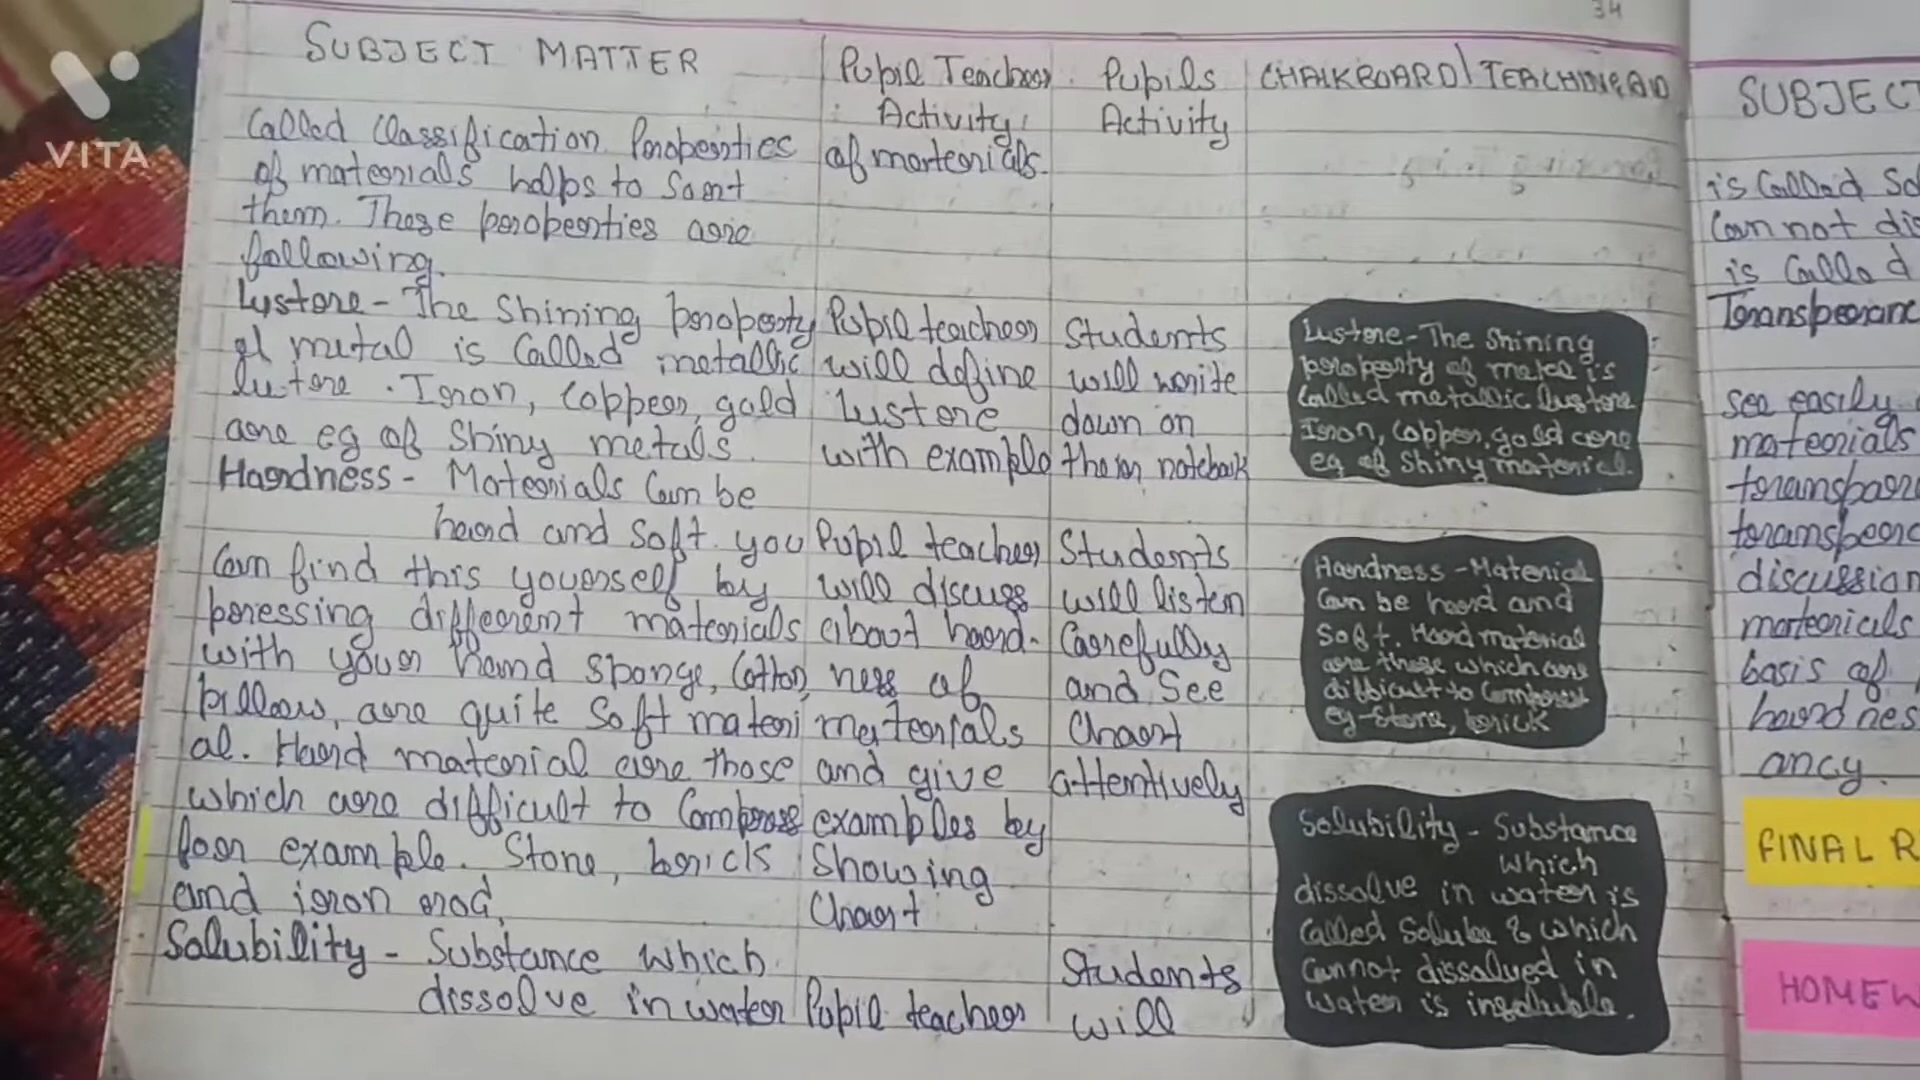 34
VITA
SUBJECT MATTER
Called Classification Properties
of materials helps to Sort
them. These properties are
following.
Lustre - The Shining property
of metal is Called metallic
lustre. Iron, Copper, gold
are eg of Shiny metals.
Hardness - Materials Can be
hard and Soft. you
Can find this yourself by
pressing different materials
with your hand sponge, Cotton,
pillow, are quite Soft materi
al. Hard material are those
which are difficult to Compress
for example. Stone, brick
and iron rod.
Solubility - Substance which
dissolve in water
Pupil Teacher
Activity
of materials.
Pupil teacher
will define
Lustre
with example
Pupil teacher
will discuss
about hard-
ness of
materials
and give
examples by
Showing
Chart
Pupil teacher
Pupils
Activity
Students
will write
down on
their notebook
Students
will listen
Carefully
and See
Chart
attentively
Students
will
CHALKBOARD/TEACHING AID
Lustre - The Shining
property of metal is
Called metallic lustre
Iron, Copper, gold are
eg of Shiny material.
Hardness - Material
Can be hard and
Soft. Hard material
are those which are
difficult to Compress
eg - Stone, brick
Solubility - Substance
which
dissolve in water is
Called Soluble & which
Cannot dissolved in
water is insoluble.
SUBJECT
is Called So
Can not dis
is Called
see easily
materials
discussion
materials
basis of
hardnes
ancy.
FINAL R
HOMEW